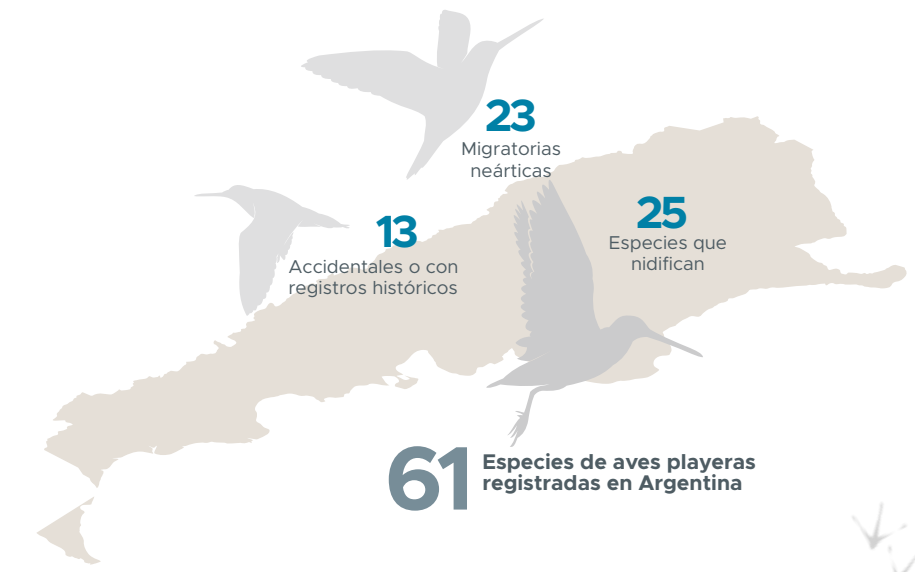 23
Migratorias
neárticas
13
Accidentales o con
registros históricos
25
Especies que
nidifican
61
Especies de aves playeras
registradas en Argentina